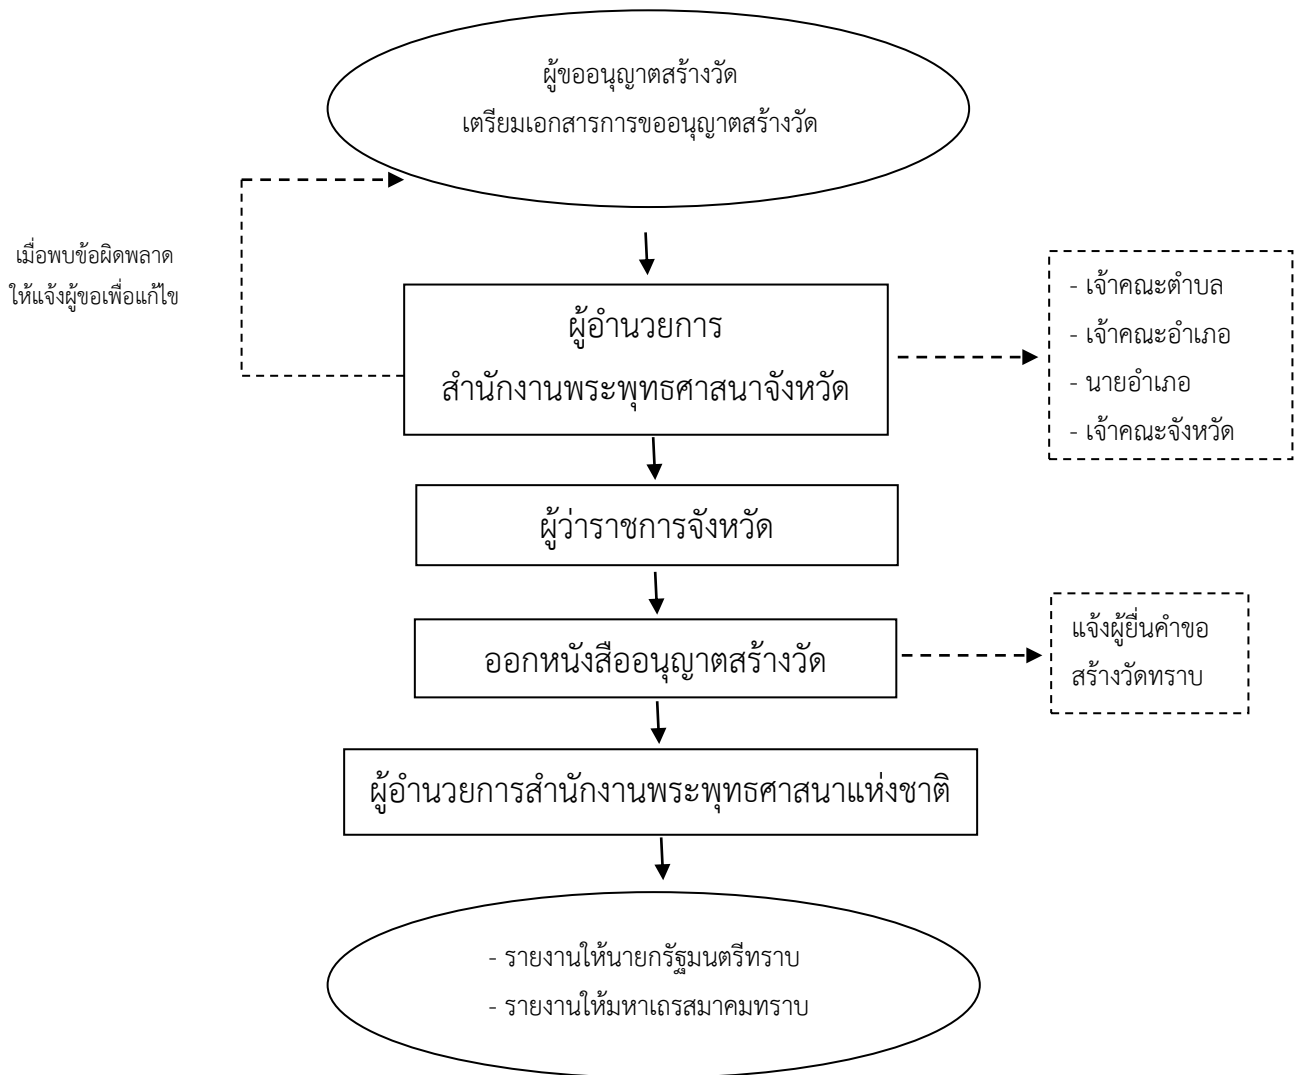 ผู้ขออนุญาตสร้างวัด
เตรียมเอกสารการขออนุญาตสร้างวัด
เมื่อพบข้อผิดพลาด
ให้แจ้งผู้ขอเพื่อแก้ไข
ผู้อำนวยการ
สำนักงานพระพุทธศาสนาจังหวัด
- เจ้าคณะตำบล
- เจ้าคณะอำเภอ
- นายอำเภอ
- เจ้าคณะจังหวัด
ผู้ว่าราชการจังหวัด
ออกหนังสืออนุญาตสร้างวัด
แจ้งผู้ยื่นคำขอ
สร้างวัดทราบ
ผู้อำนวยการสำนักงานพระพุทธศาสนาแห่งชาติ
- รายงานให้นายกรัฐมนตรีทราบ
- รายงานให้มหาเถรสมาคมทราบ